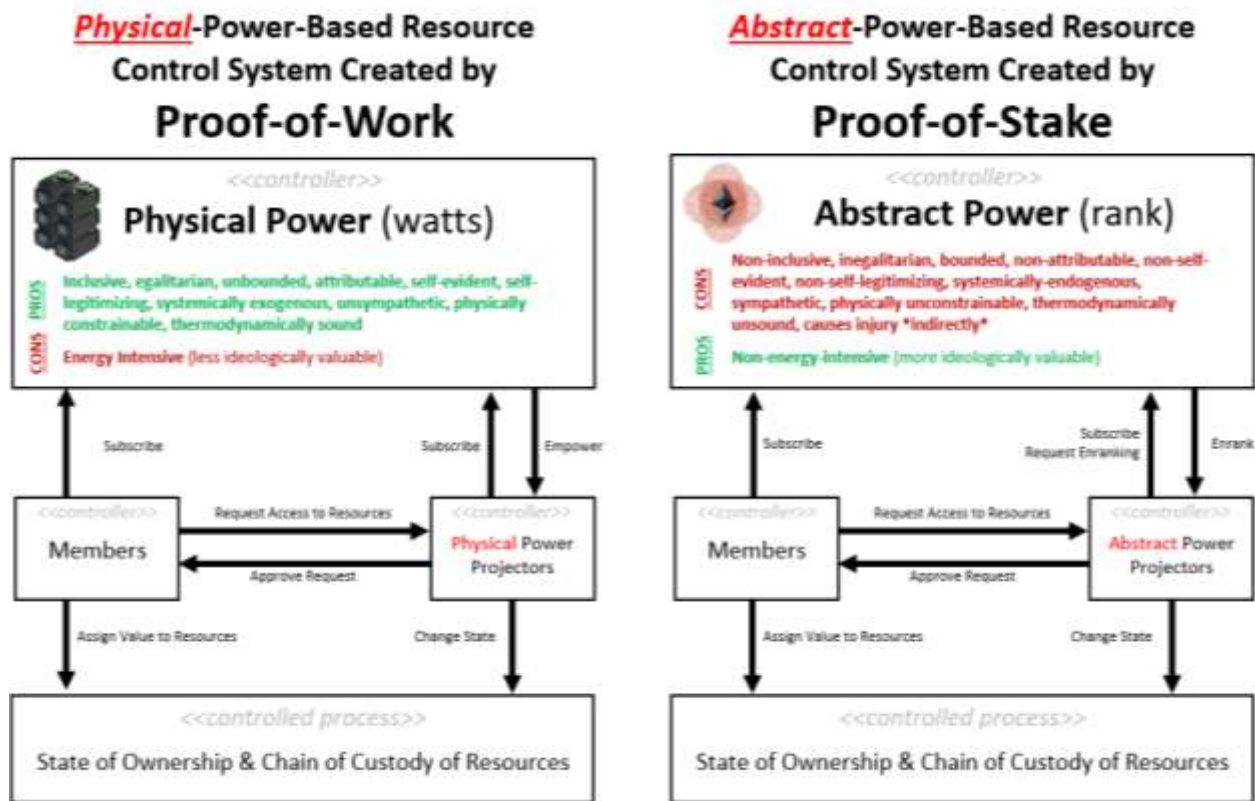 Physical-Power-Based Resource
Control System Created by
Proof-of-Work
<<controller>>
Physical Power (watts)
PROS
Inclusive, egalitarian, unbounded, attributable, self-evident, self-
legitimizing, systemically exogenous, unsympathetic, physically
constrainable, thermodynamically sound
CONS
Energy Intensive (less ideologically valuable)
Subscribe
Subscribe
Empower
<<controller>>
Members
Request Access to Resources
Approve Request
<<controller>>
Physical Power
Projectors
Assign Value to Resources
Change State
<<controlled process>>
State of Ownership & Chain of Custody of Resources
Abstract-Power-Based Resource
Control System Created by
Proof-of-Stake
<<controller>>
Abstract Power (rank)
CONS
Non-inclusive, inegalitarian, bounded, non-attributable, non-self-
evident, non-self-legitimizing, systemically-endogenous,
sympathetic, physically unconstrainable, thermodynamically
unsound, causes injury *indirectly*
PROS
Non-energy-intensive (more ideologically valuable)
Subscribe
Subscribe
Request Enranking
Enrank
<<controller>>
Members
Request Access to Resources
Approve Request
<<controller>>
Abstract Power
Projectors
Assign Value to Resources
Change State
<<controlled process>>
State of Ownership & Chain of Custody of Resources